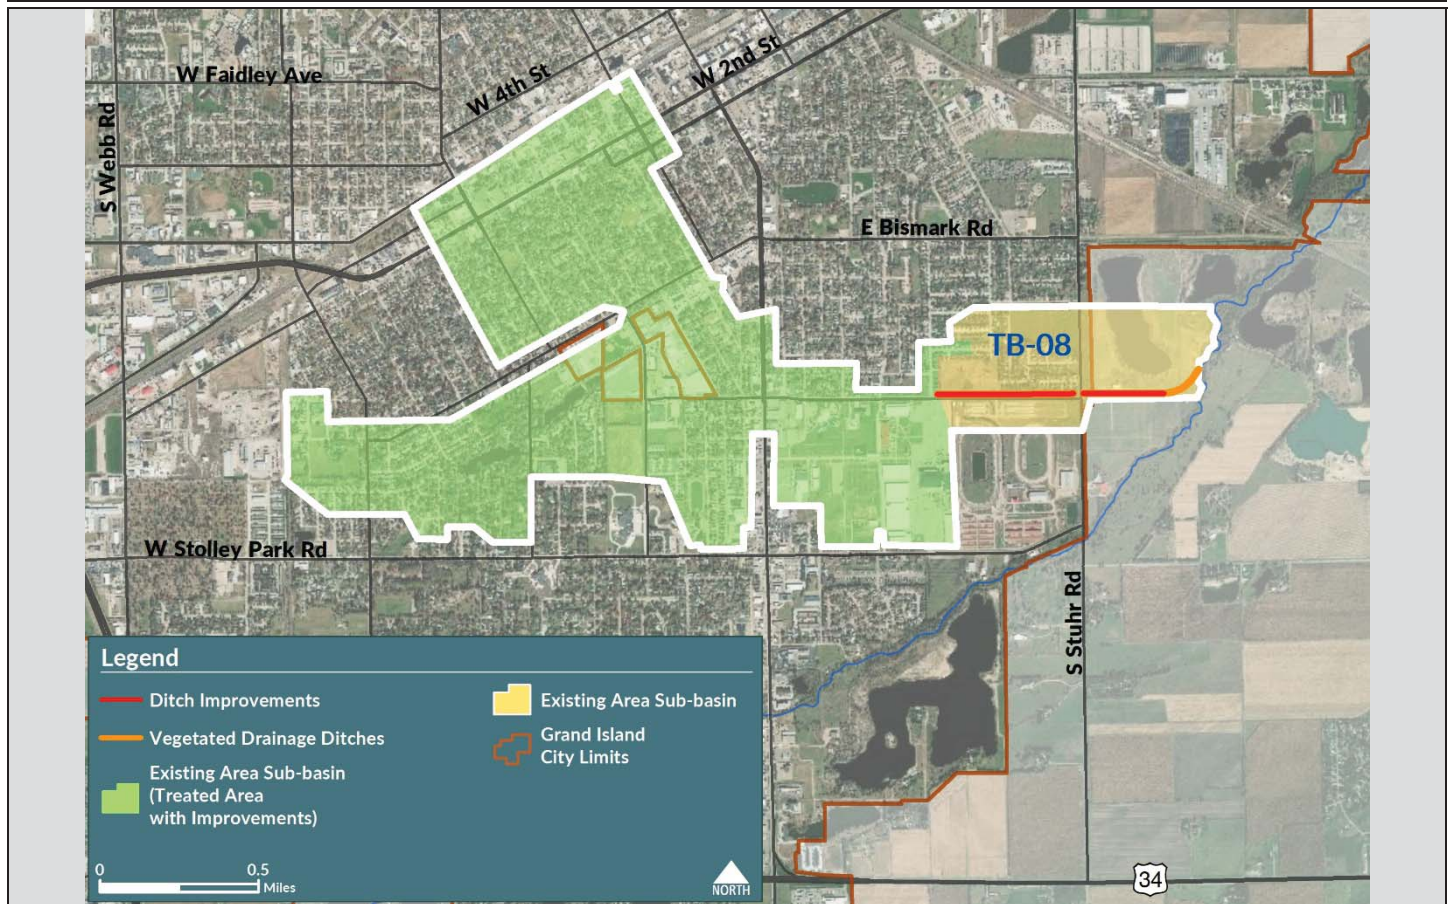 W Faidley Ave
W 4th St
W 2nd St
S Webb Rd
E Bismark Rd
TB-08
W Stolley Park Rd
S Stuhr Rd
Legend
Ditch Improvements
Vegetated Drainage Ditches
Existing Area Sub-basin
(Treated Area
with Improvements)
Existing Area Sub-basin
Grand Island
City Limits
0 0.5
Miles
NORTH
34